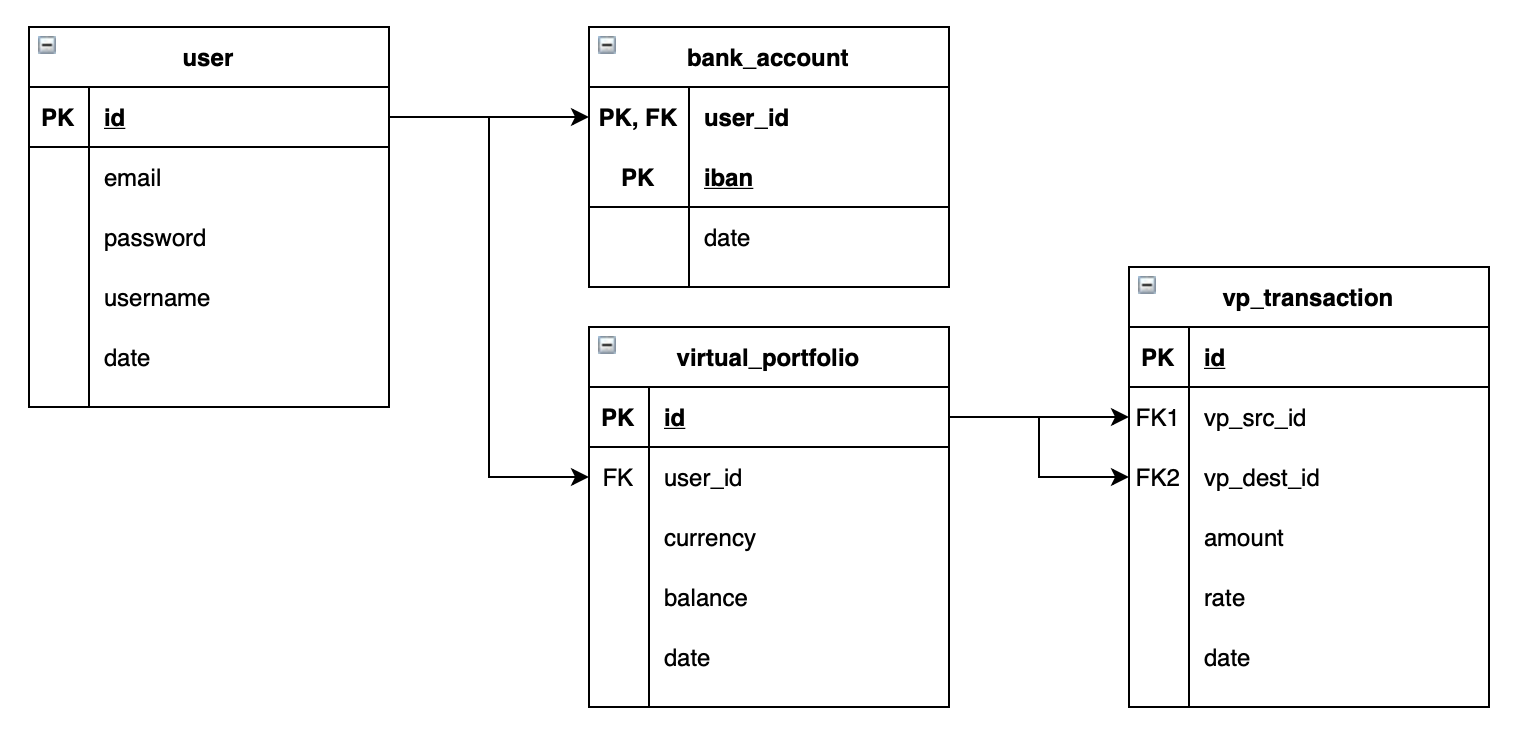 user
PK id
email
password
username
date
bank_account
PK, FK user_id
PK iban
date
virtual_portfolio
PK id
FK user_id
currency
balance
date
vp_transaction
PK id
FK1 vp_src_id
FK2 vp_dest_id
amount
rate
date